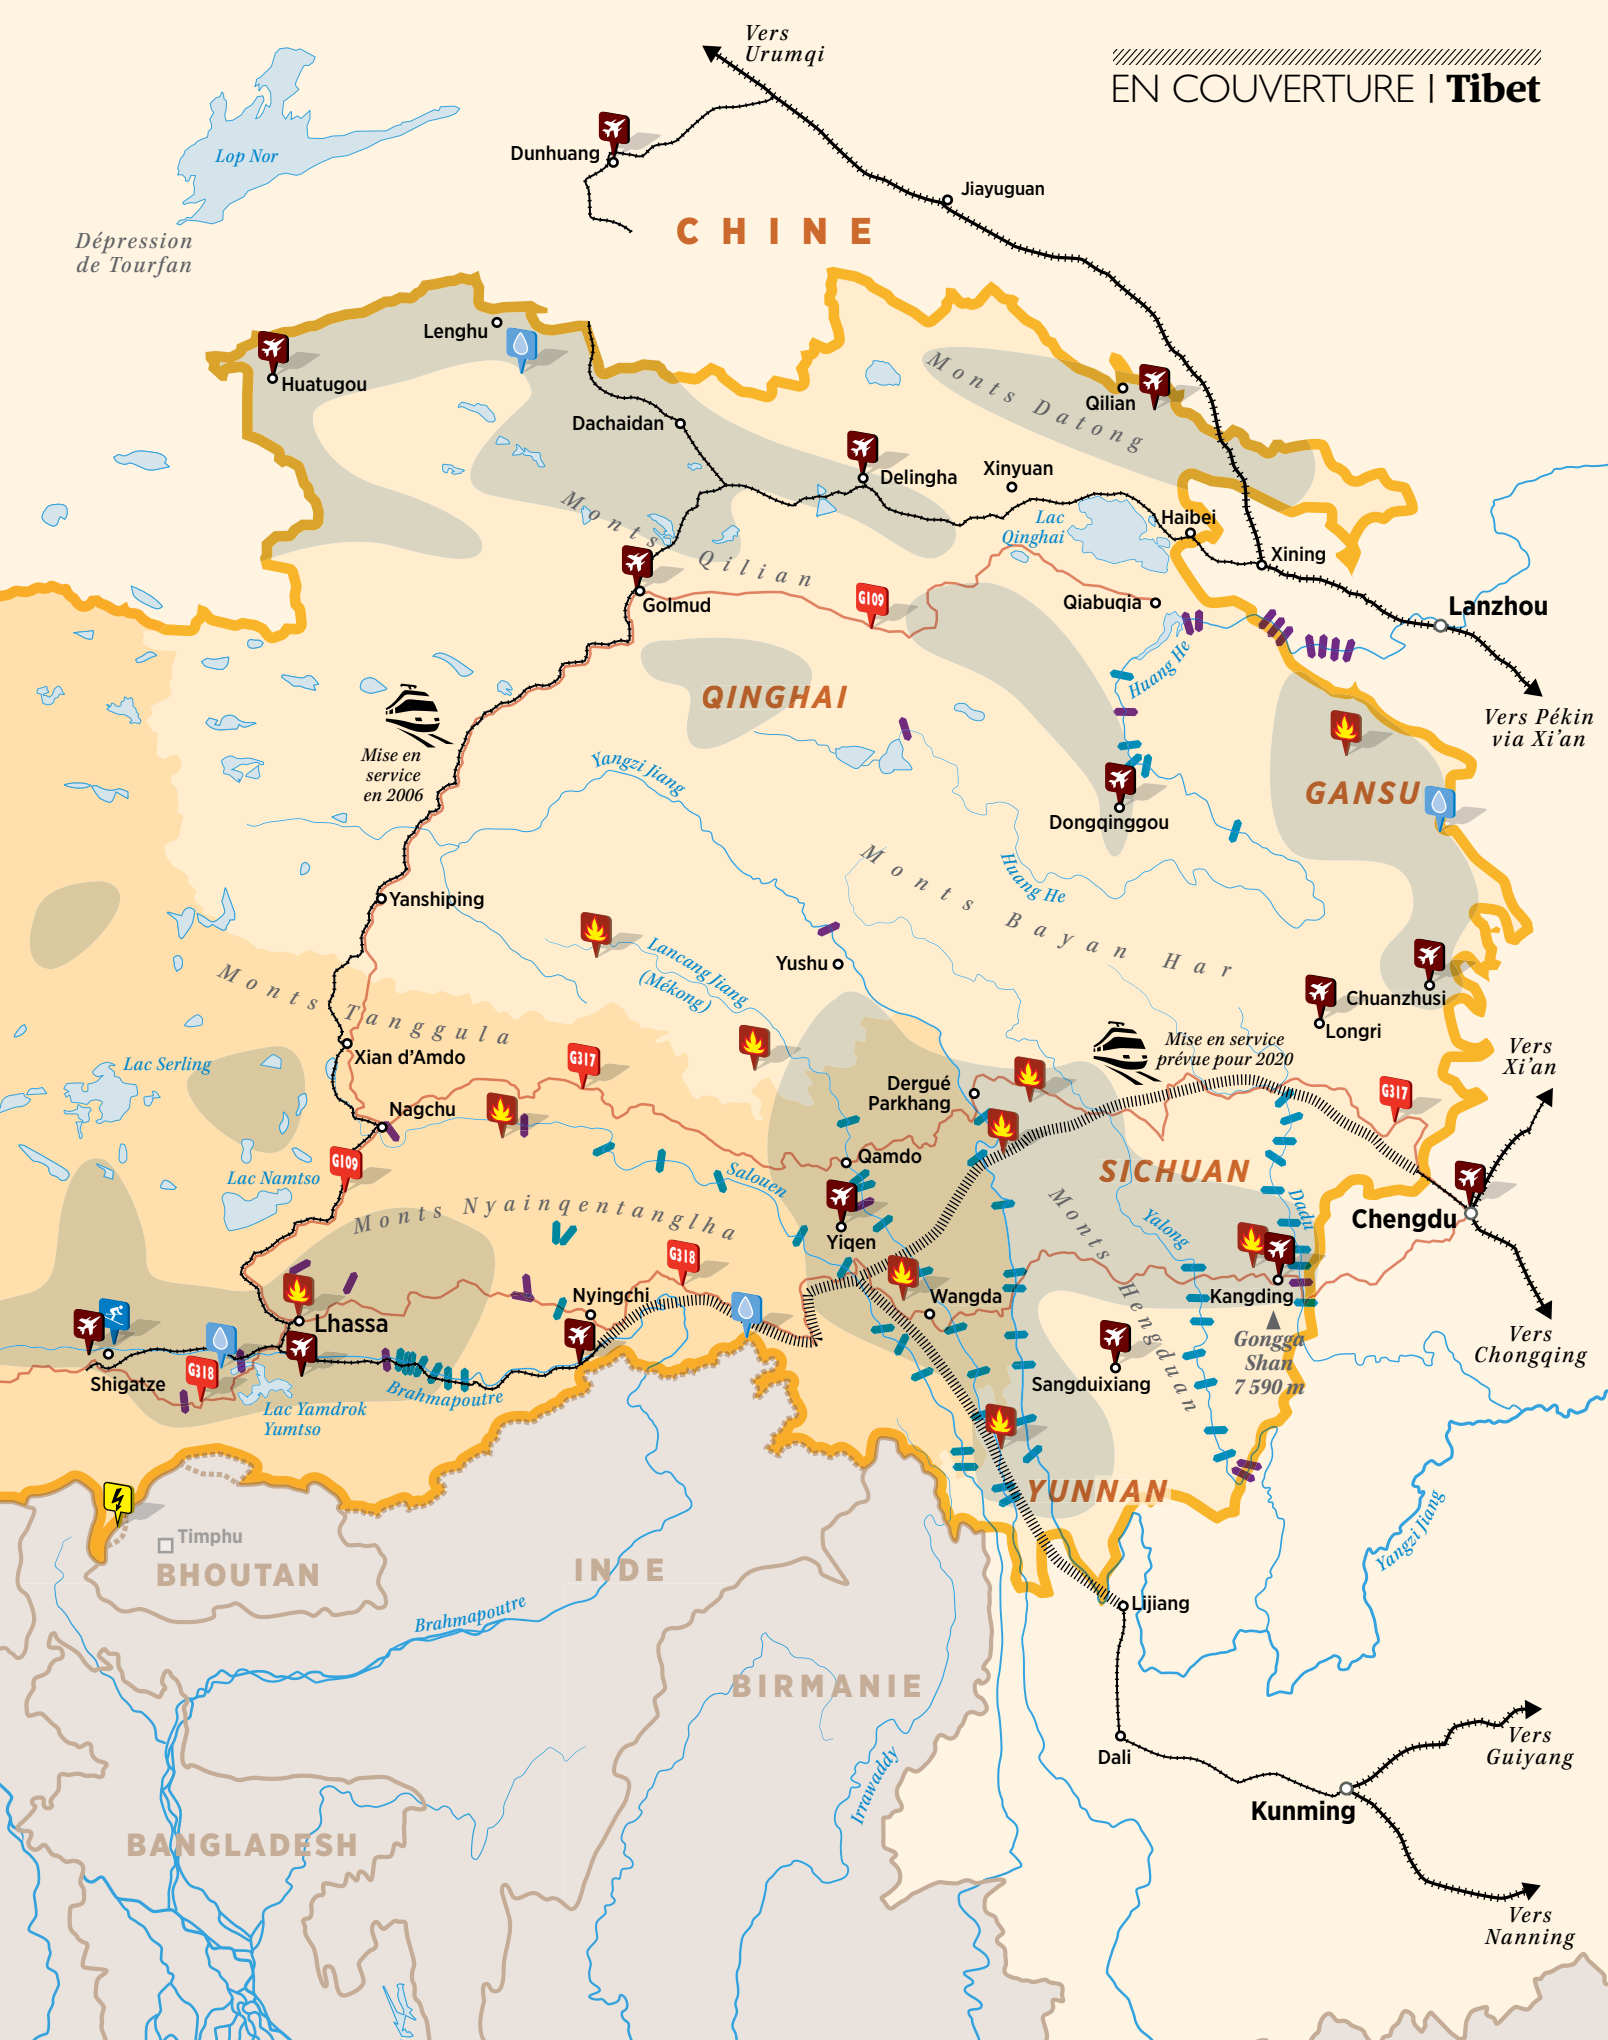 Vers
Urumqi
EN COUVERTURE | Tibet
Dunhuang
Lop Nor
Jiayuguan
CHINE
Dépression
de Tourfan
Lenghu
Huatugou
Monts Datong
Qilian
Dachaidan
Delingha
Xinyuan
Monts Qilian
Lac
Qinghai
Haibei
Xining
Golmud
G109
Qiabuqia
Lanzhou
Huang He
QINGHAI
Vers Pékin
via Xi'an
Mise en
service
en 2006
Yangzi Jiang
GANSU
Dongqinggou
Monts Bayan Har
Huang He
Yanshiping
Lancang Jiang
(Mékong)
Yushu
Monts Tanggula
Chuanzhusi
Longri
Xian d'Amdo
Mise en service
prévue pour 2020
Vers
Xi'an
Lac Serling
G317
Dergué
Parkhang
G317
Nagchu
Qamdo
G109
Lac Namtso
Salouen
SICHUAN
Monts Nyainqentanglha
Monts Hengduan
Yalong
Dadu
Chengdu
Yiqen
G318
Nyingchi
Wangda
Kangding
Lhassa
Gongga
Shan
7 590 m
Vers
Chongqing
Shigatze
G318
Brahmapoutre
Sangduixiang
Lac Yamdrok
Yumtso
YUNNAN
Yangzi Jiang
Timphu
BHOUTAN
INDE
Brahmapoutre
Lijiang
BIRMANIE
Irrawaddy
Dali
Vers
Guiyang
Kunming
BANGLADESH
Vers
Nanning